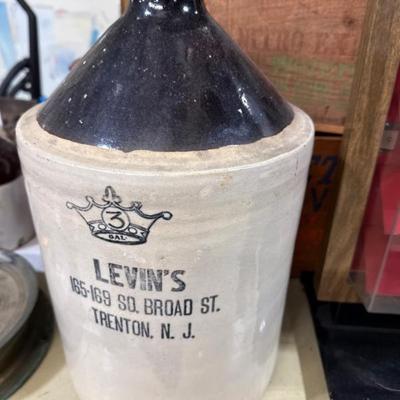 3
GAL
LEVIN'S
165-169 SO. BROAD ST.
TRENTON, N. J.